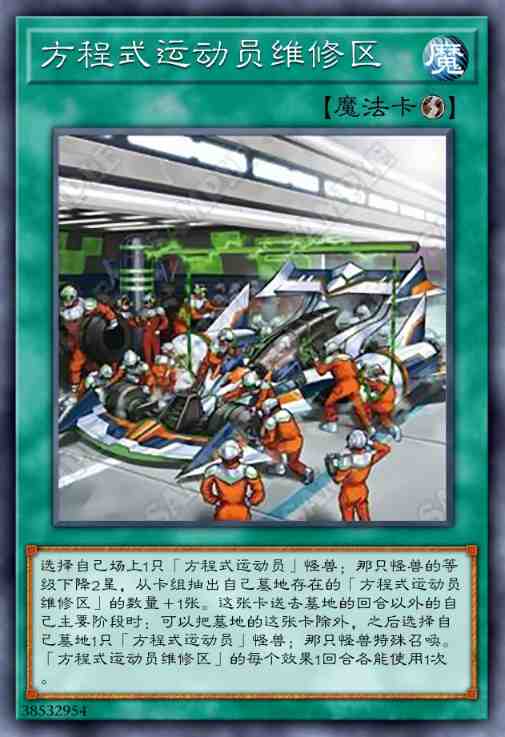 方程式运动员维修区
魔
【魔法卡】
选择自己场上1只「方程式运动员」怪兽；那只怪兽的等
级下降2星，从卡组抽出自己墓地存在的「方程式运动员
维修区」的数量＋1张。这张卡送去墓地的回合以外的自
己主要阶段时；可以把墓地的这张卡除外，之后选择自
己墓地1只「方程式运动员」怪兽；那只怪兽特殊召唤。
「方程式运动员维修区」的每个效果1回合各能使用1次
。
38532954